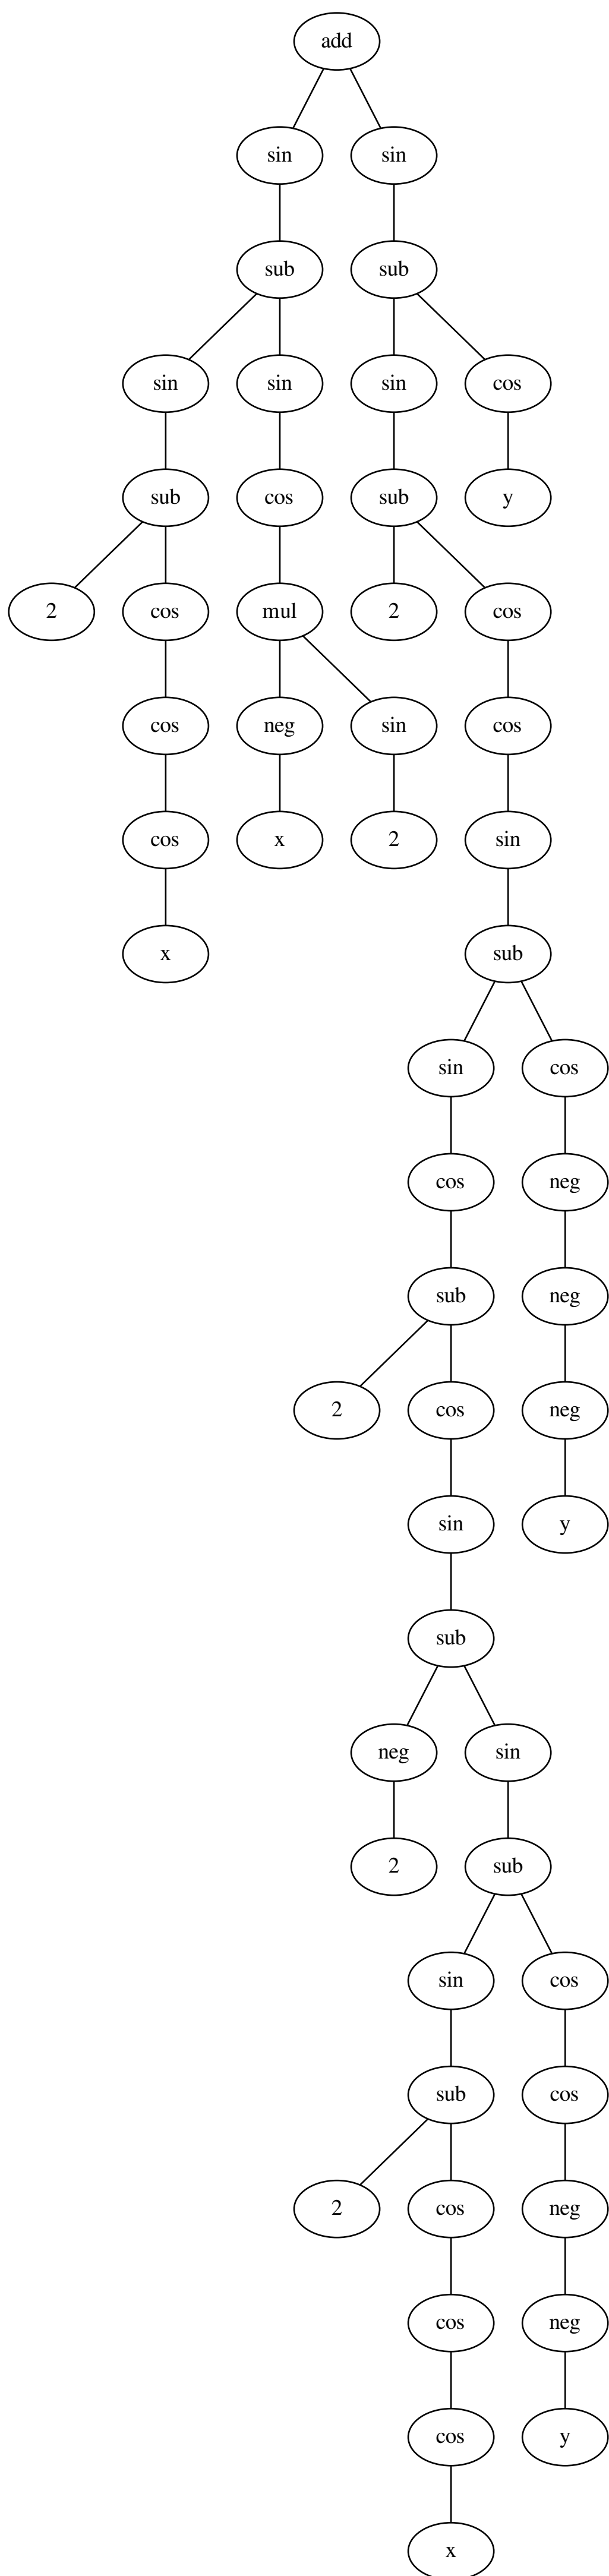 add
sin sin
sub sub
sin sin sin cos
sub cos sub y
2 cos mul 2 cos
cos neg sin cos
cos x 2 sin
x sub
sin cos
cos neg
sub neg
2 cos neg
sin y
sub
neg sin
2 sub
sin cos
sub cos
2 cos neg
cos neg
cos y
x